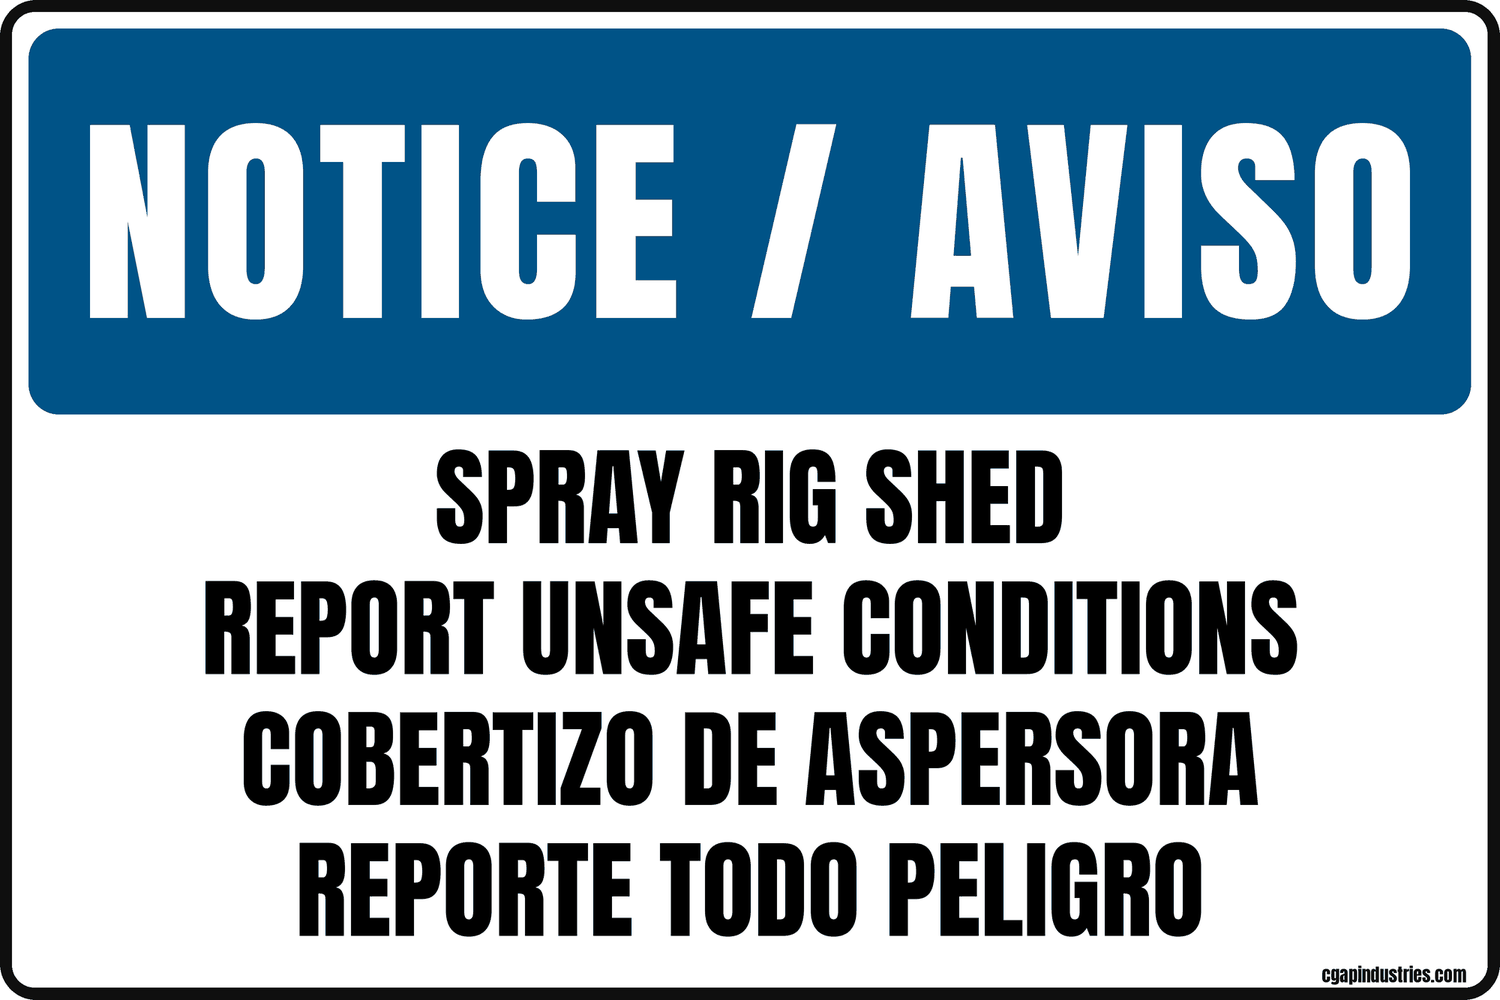 NOTICE / AVISO
SPRAY RIG SHED
REPORT UNSAFE CONDITIONS
COBERTIZO DE ASPERSORA
REPORTE TODO PELIGRO
cgapindustries.com